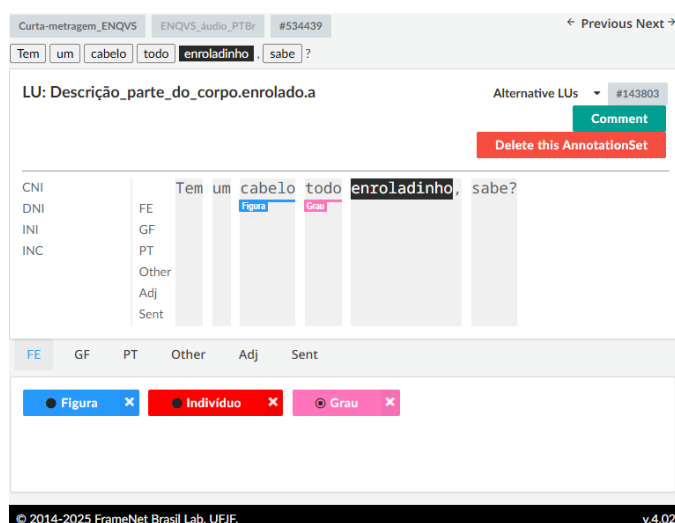 Curta-metragem_ENQVS ENQVS_áudio_PTBr #534439 ← Previous Next →
Tem um cabelo todo enroladinho , sabe ?
LU: Descrição_parte_do_corpo.enrolado.a Alternative LUs #143803
Comment
Delete this AnnotationSet
CNI Tem um cabelo todo enroladinho, sabe?
DNI FE Figura Grau
INI GF
INC PT
Other
Adj
Sent
FE GF PT Other Adj Sent
Figura × Indivíduo × Grau ×
© 2014-2025 FrameNet Brasil Lab, UFJF. v.4.02